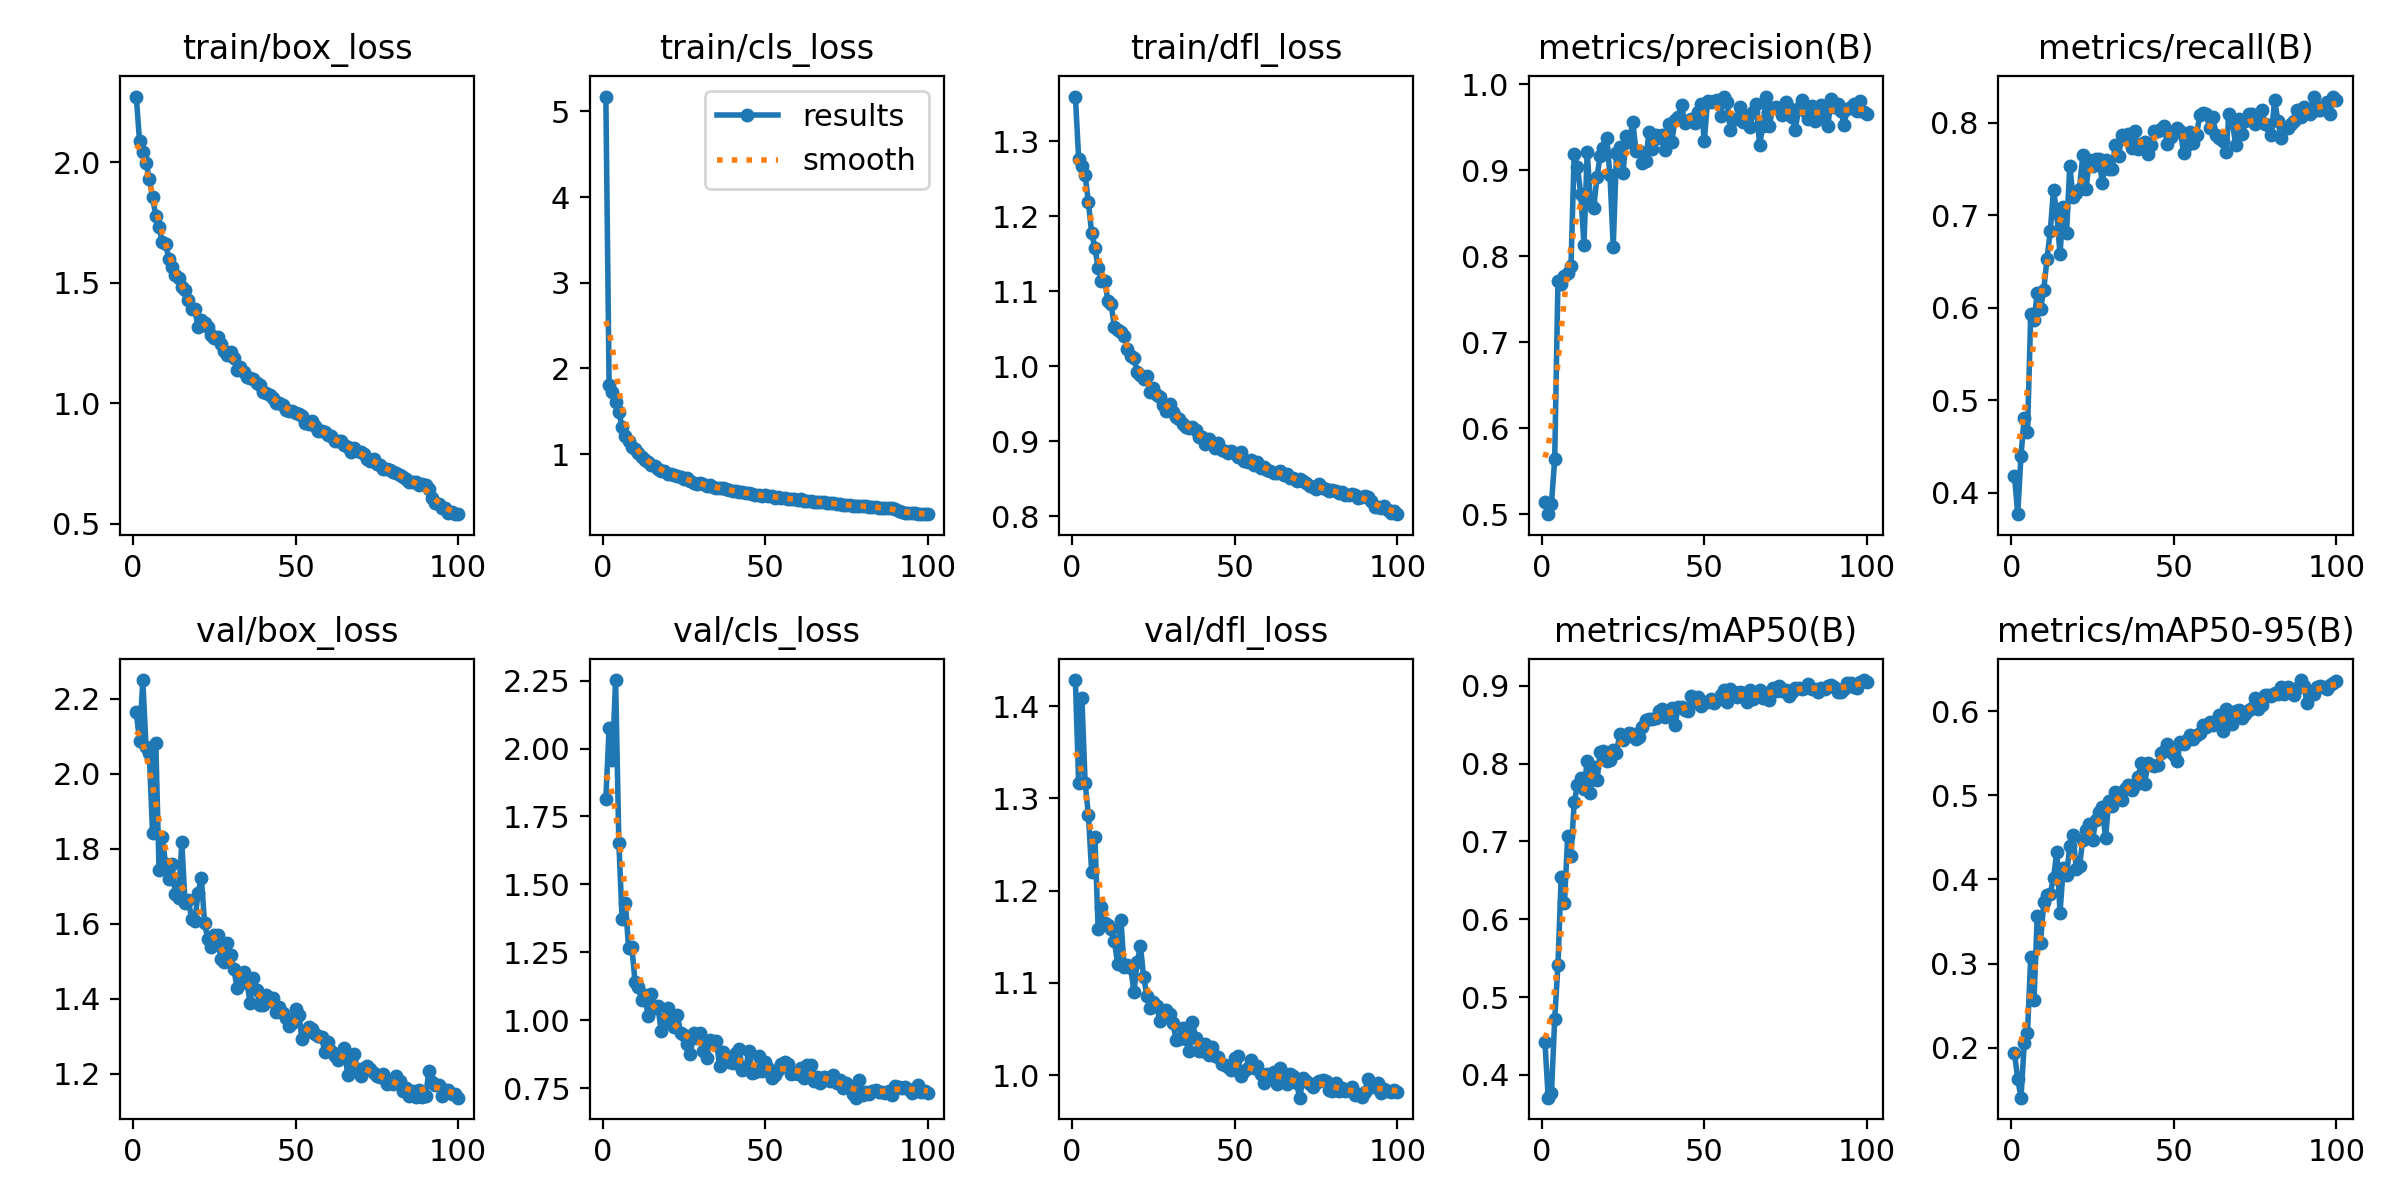 train/box_loss
2.0
1.5
1.0
0.5
0 50 100
train/cls_loss
results
smooth
5
4
3
2
1
0 50 100
train/dfl_loss
1.3
1.2
1.1
1.0
0.9
0.8
0 50 100
metrics/precision(B)
1.0
0.9
0.8
0.7
0.6
0.5
0 50 100
metrics/recall(B)
0.8
0.7
0.6
0.5
0.4
0 50 100
val/box_loss
2.2
2.0
1.8
1.6
1.4
1.2
0 50 100
val/cls_loss
2.25
2.00
1.75
1.50
1.25
1.00
0.75
0 50 100
val/dfl_loss
1.4
1.3
1.2
1.1
1.0
0 50 100
metrics/mAP50(B)
0.9
0.8
0.7
0.6
0.5
0.4
0 50 100
metrics/mAP50-95(B)
0.6
0.5
0.4
0.3
0.2
0 50 100